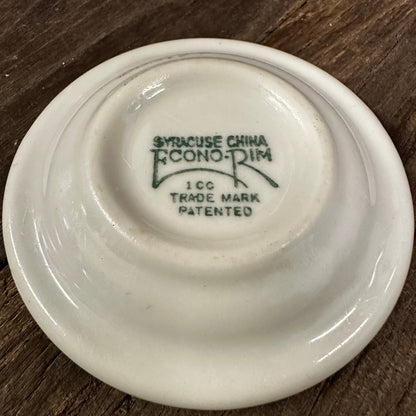 SYRACUSE CHINA
ECONO-RIM
1 CC
TRADE MARK
PATENTED